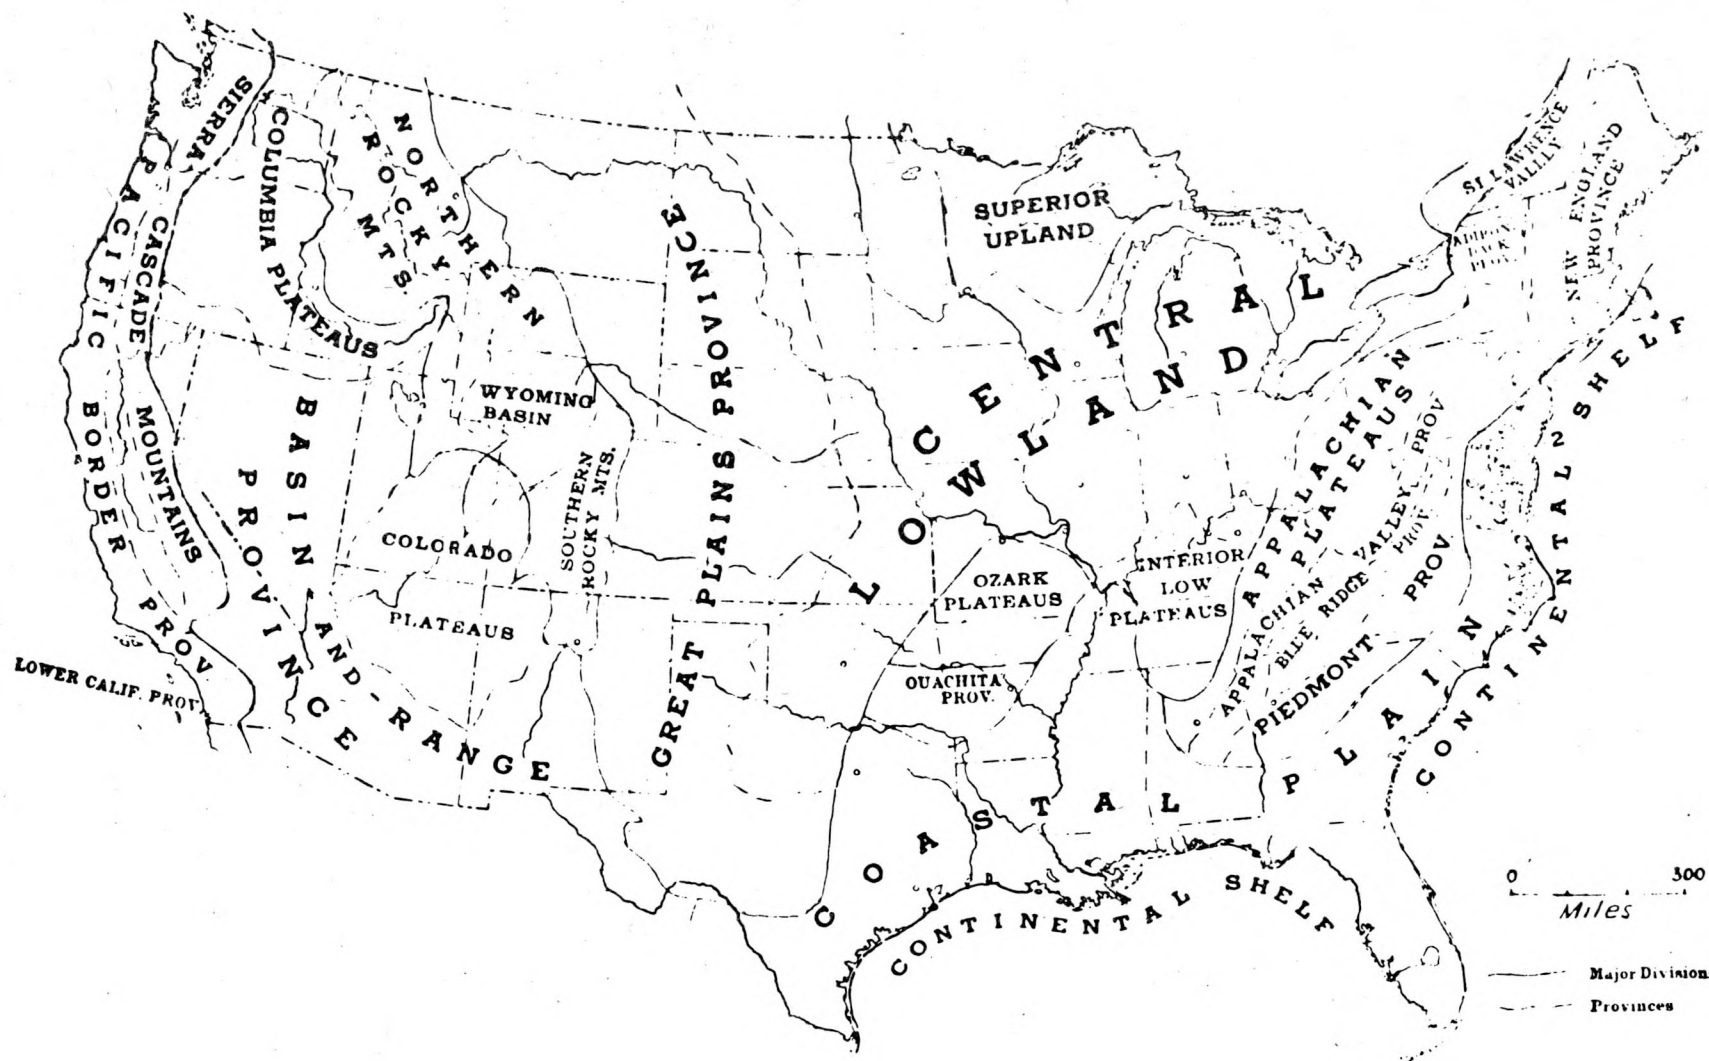 SIERRA
CASCADE
MOUNTAINS
PACIFIC BORDER PROV
LOWER CALIF. PROV.
COLUMBIA PLATEAUS
NORTHERN
ROCKY
MTS.
BASIN - AND - RANGE
PROVINCE
WYOMING
BASIN
COLORADO
PLATEAUS
SOUTHERN
ROCKY MTS.
GREAT PLAINS PROVINCE
SUPERIOR
UPLAND
CENTRAL
LOWLAND
OZARK
PLATEAUS
OUACHITA
PROV.
INTERIOR
LOW
PLATEAUS
APPALACHIAN
PLATEAUS
APPALACHIAN VALLEY PROV
BLUE RIDGE PROV
PIEDMONT PROV
ST LAWRENCE
VALLY
NEW ENGLAND
PROVINCE
COASTAL PLAIN
CONTINENTAL SHELF
CONTINENTAL SHELF
2
0 300
Miles
Major Division
Provinces